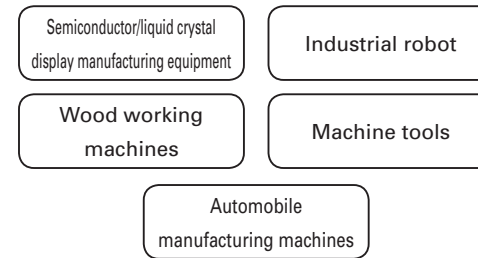 Semiconductor/liquid crystal
display manufacturing equipment
Industrial robot
Wood working
machines
Machine tools
Automobile
manufacturing machines